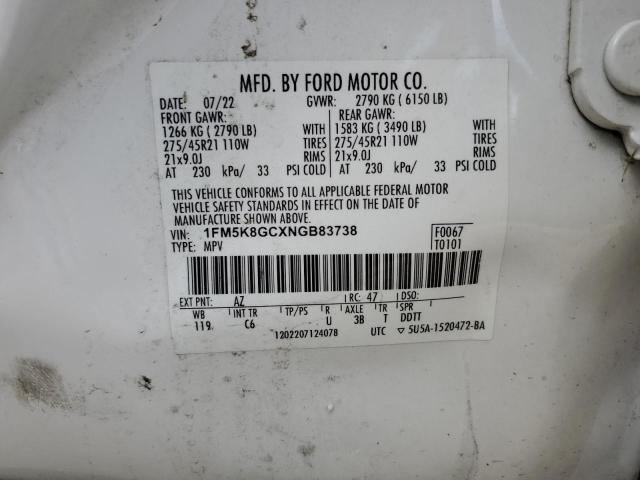 MFD. BY FORD MOTOR CO.
DATE: 07/22 GVWR: 2790 KG ( 6150 LB)
FRONT GAWR: REAR GAWR:
1266 KG ( 2790 LB) WITH 1583 KG ( 3490 LB) WITH
275/45R21 110W TIRES 275/45R21 110W TIRES
21x9.0J RIMS 21x9.0J RIMS
AT 230 kPa/ 33 PSI COLD AT 230 kPa/ 33 PSI COLD
THIS VEHICLE CONFORMS TO ALL APPLICABLE FEDERAL MOTOR
VEHICLE SAFETY STANDARDS IN EFFECT ON THE DATE OF
MANUFACTURE SHOWN ABOVE.
VIN: 1FM5K8GCXNGB83738 F0067
TYPE: MPV T0101
EXT PNT: AZ RC: 47 DSO:
WB INT TR TP/PS R AXLE TR SPR
119 C6 U 3B T DDTT
1202207124078 UTC ▽ 5U5A-1520472-BA